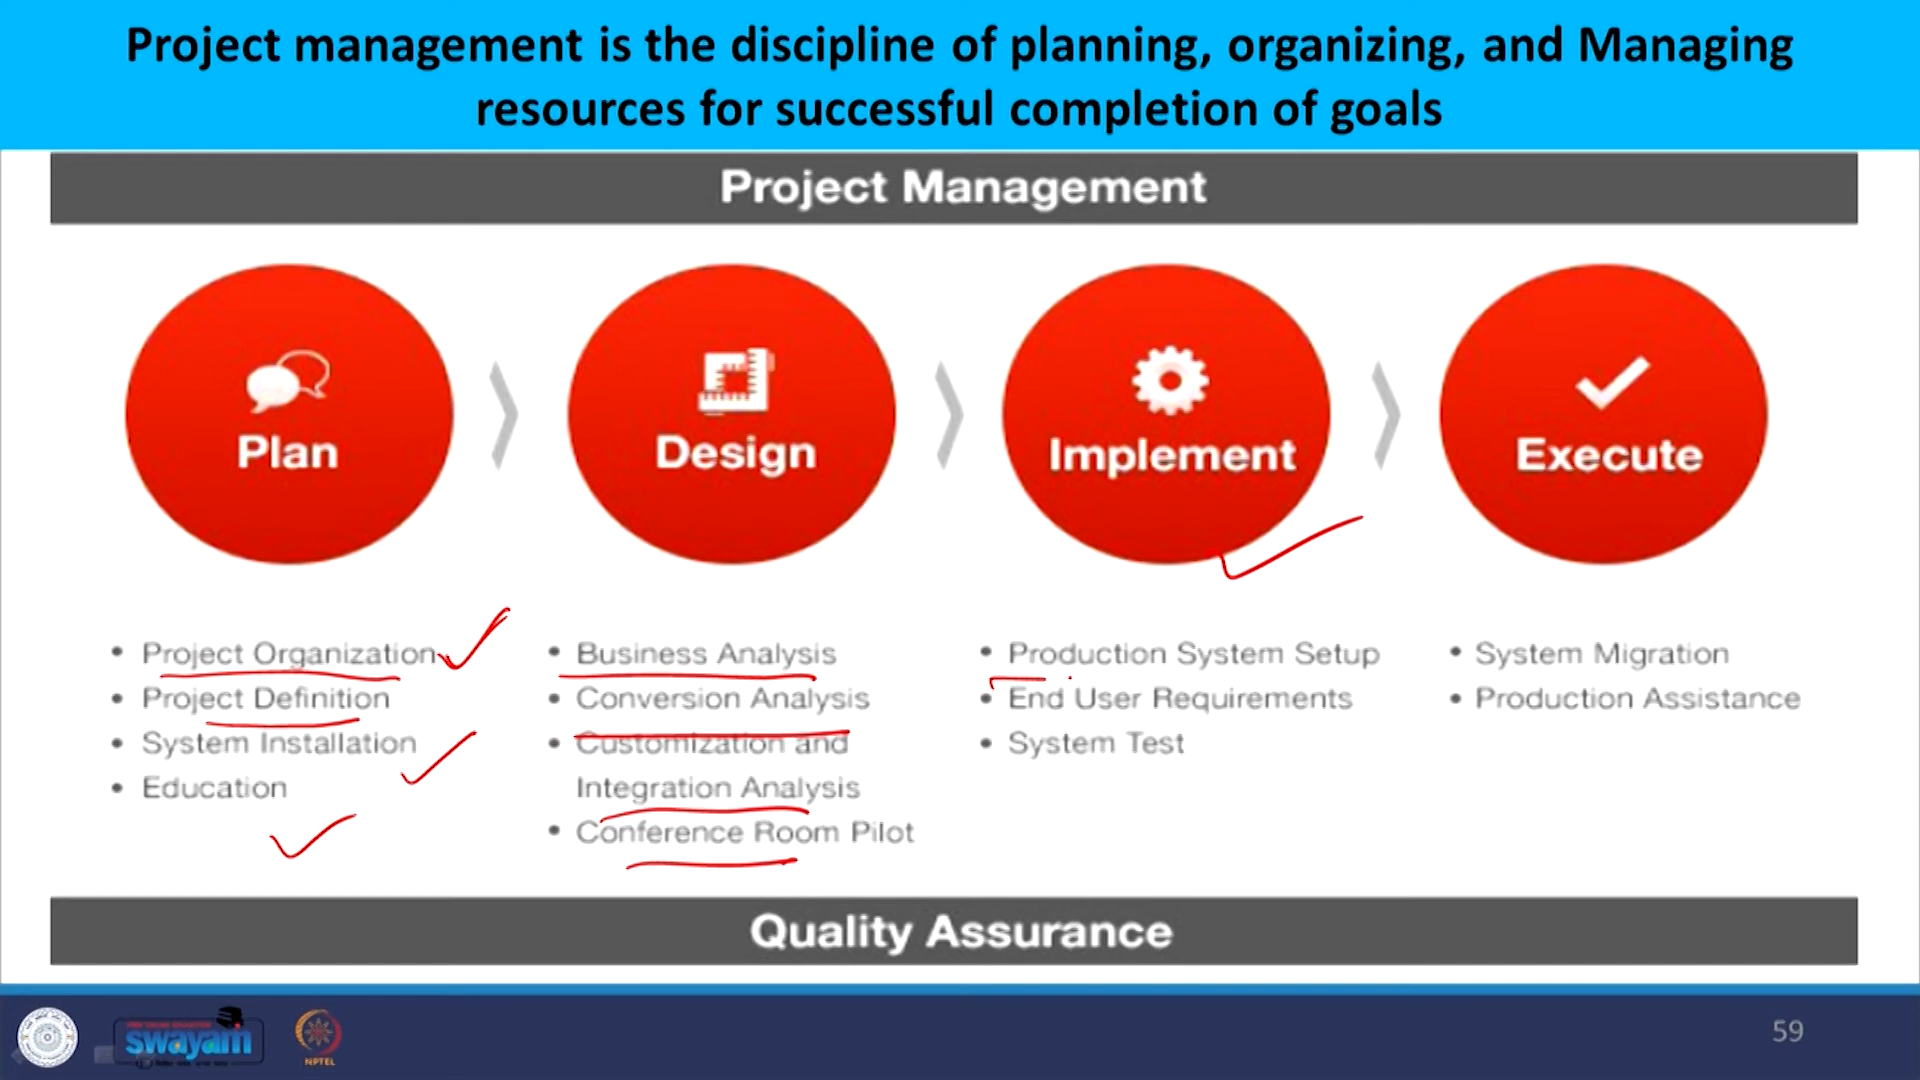 Project management is the discipline of planning, organizing, and Managing
resources for successful completion of goals
Project Management
Plan
Design
Implement
Execute
• Project Organization
• Project Definition
• System Installation
• Education
• Business Analysis
• Conversion Analysis
• Customization and
Integration Analysis
• Conference Room Pilot
• Production System Setup
• End User Requirements
• System Test
• System Migration
• Production Assistance
Quality Assurance
swayam
NPTEL
59